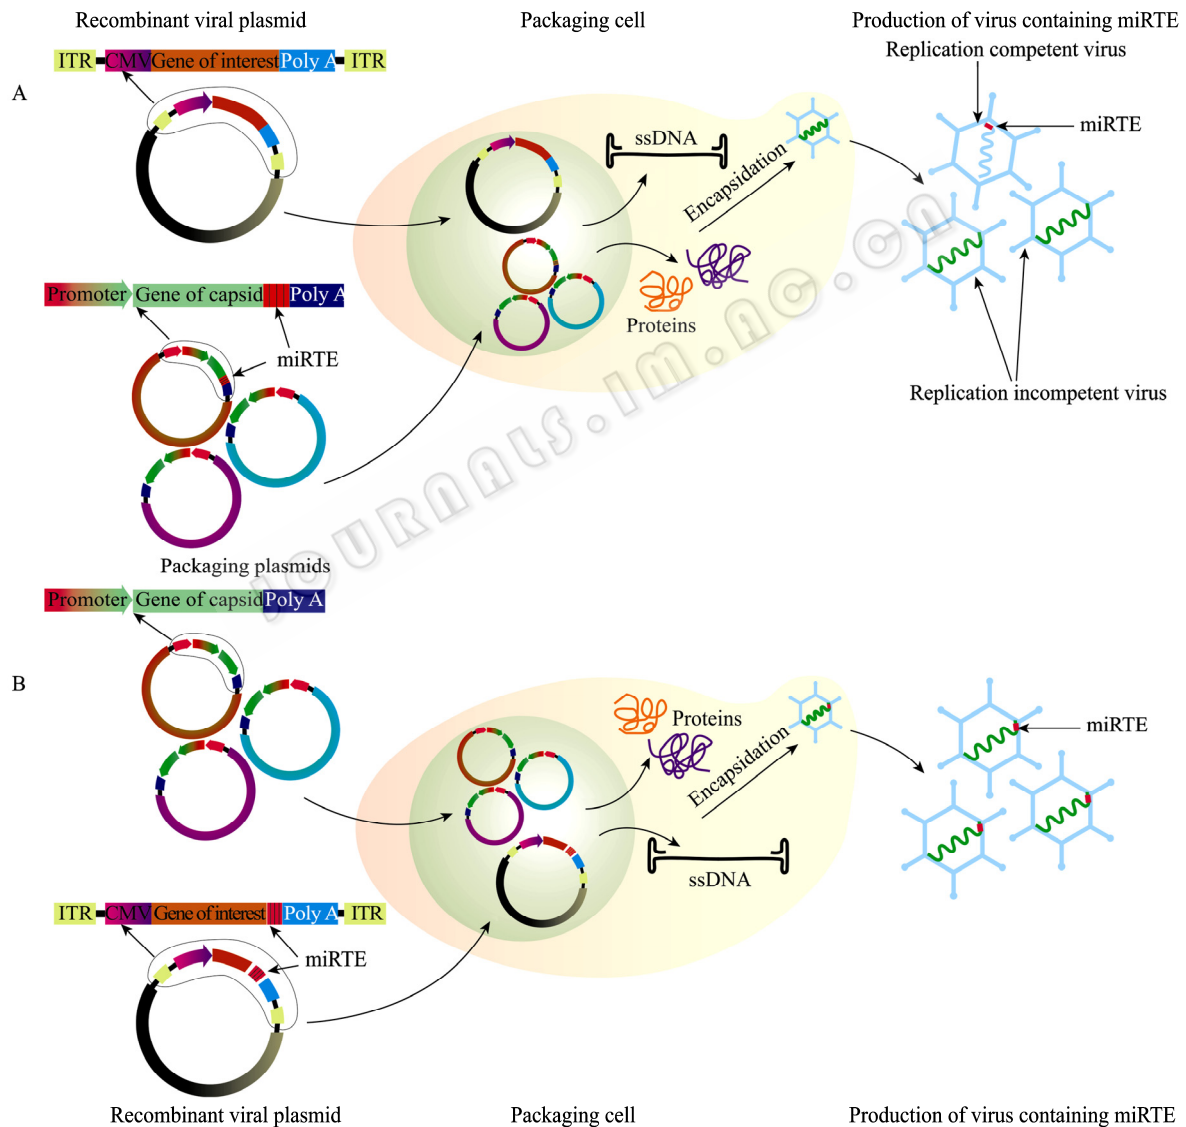 Recombinant viral plasmid
Packaging cell
Production of virus containing miRTE
ITR CMV Gene of interest Poly A ITR
Replication competent virus
A
miRTE
ssDNA
Encapsidation
Promoter Gene of capsid Poly A
miRTE
Proteins
Replication incompetent virus
Packaging plasmids
JOURNALS.IM.AC.CN
Promoter Gene of capsid Poly A
B
Proteins
miRTE
Encapsidation
ssDNA
ITR CMV Gene of interest Poly A ITR
miRTE
Recombinant viral plasmid
Packaging cell
Production of virus containing miRTE